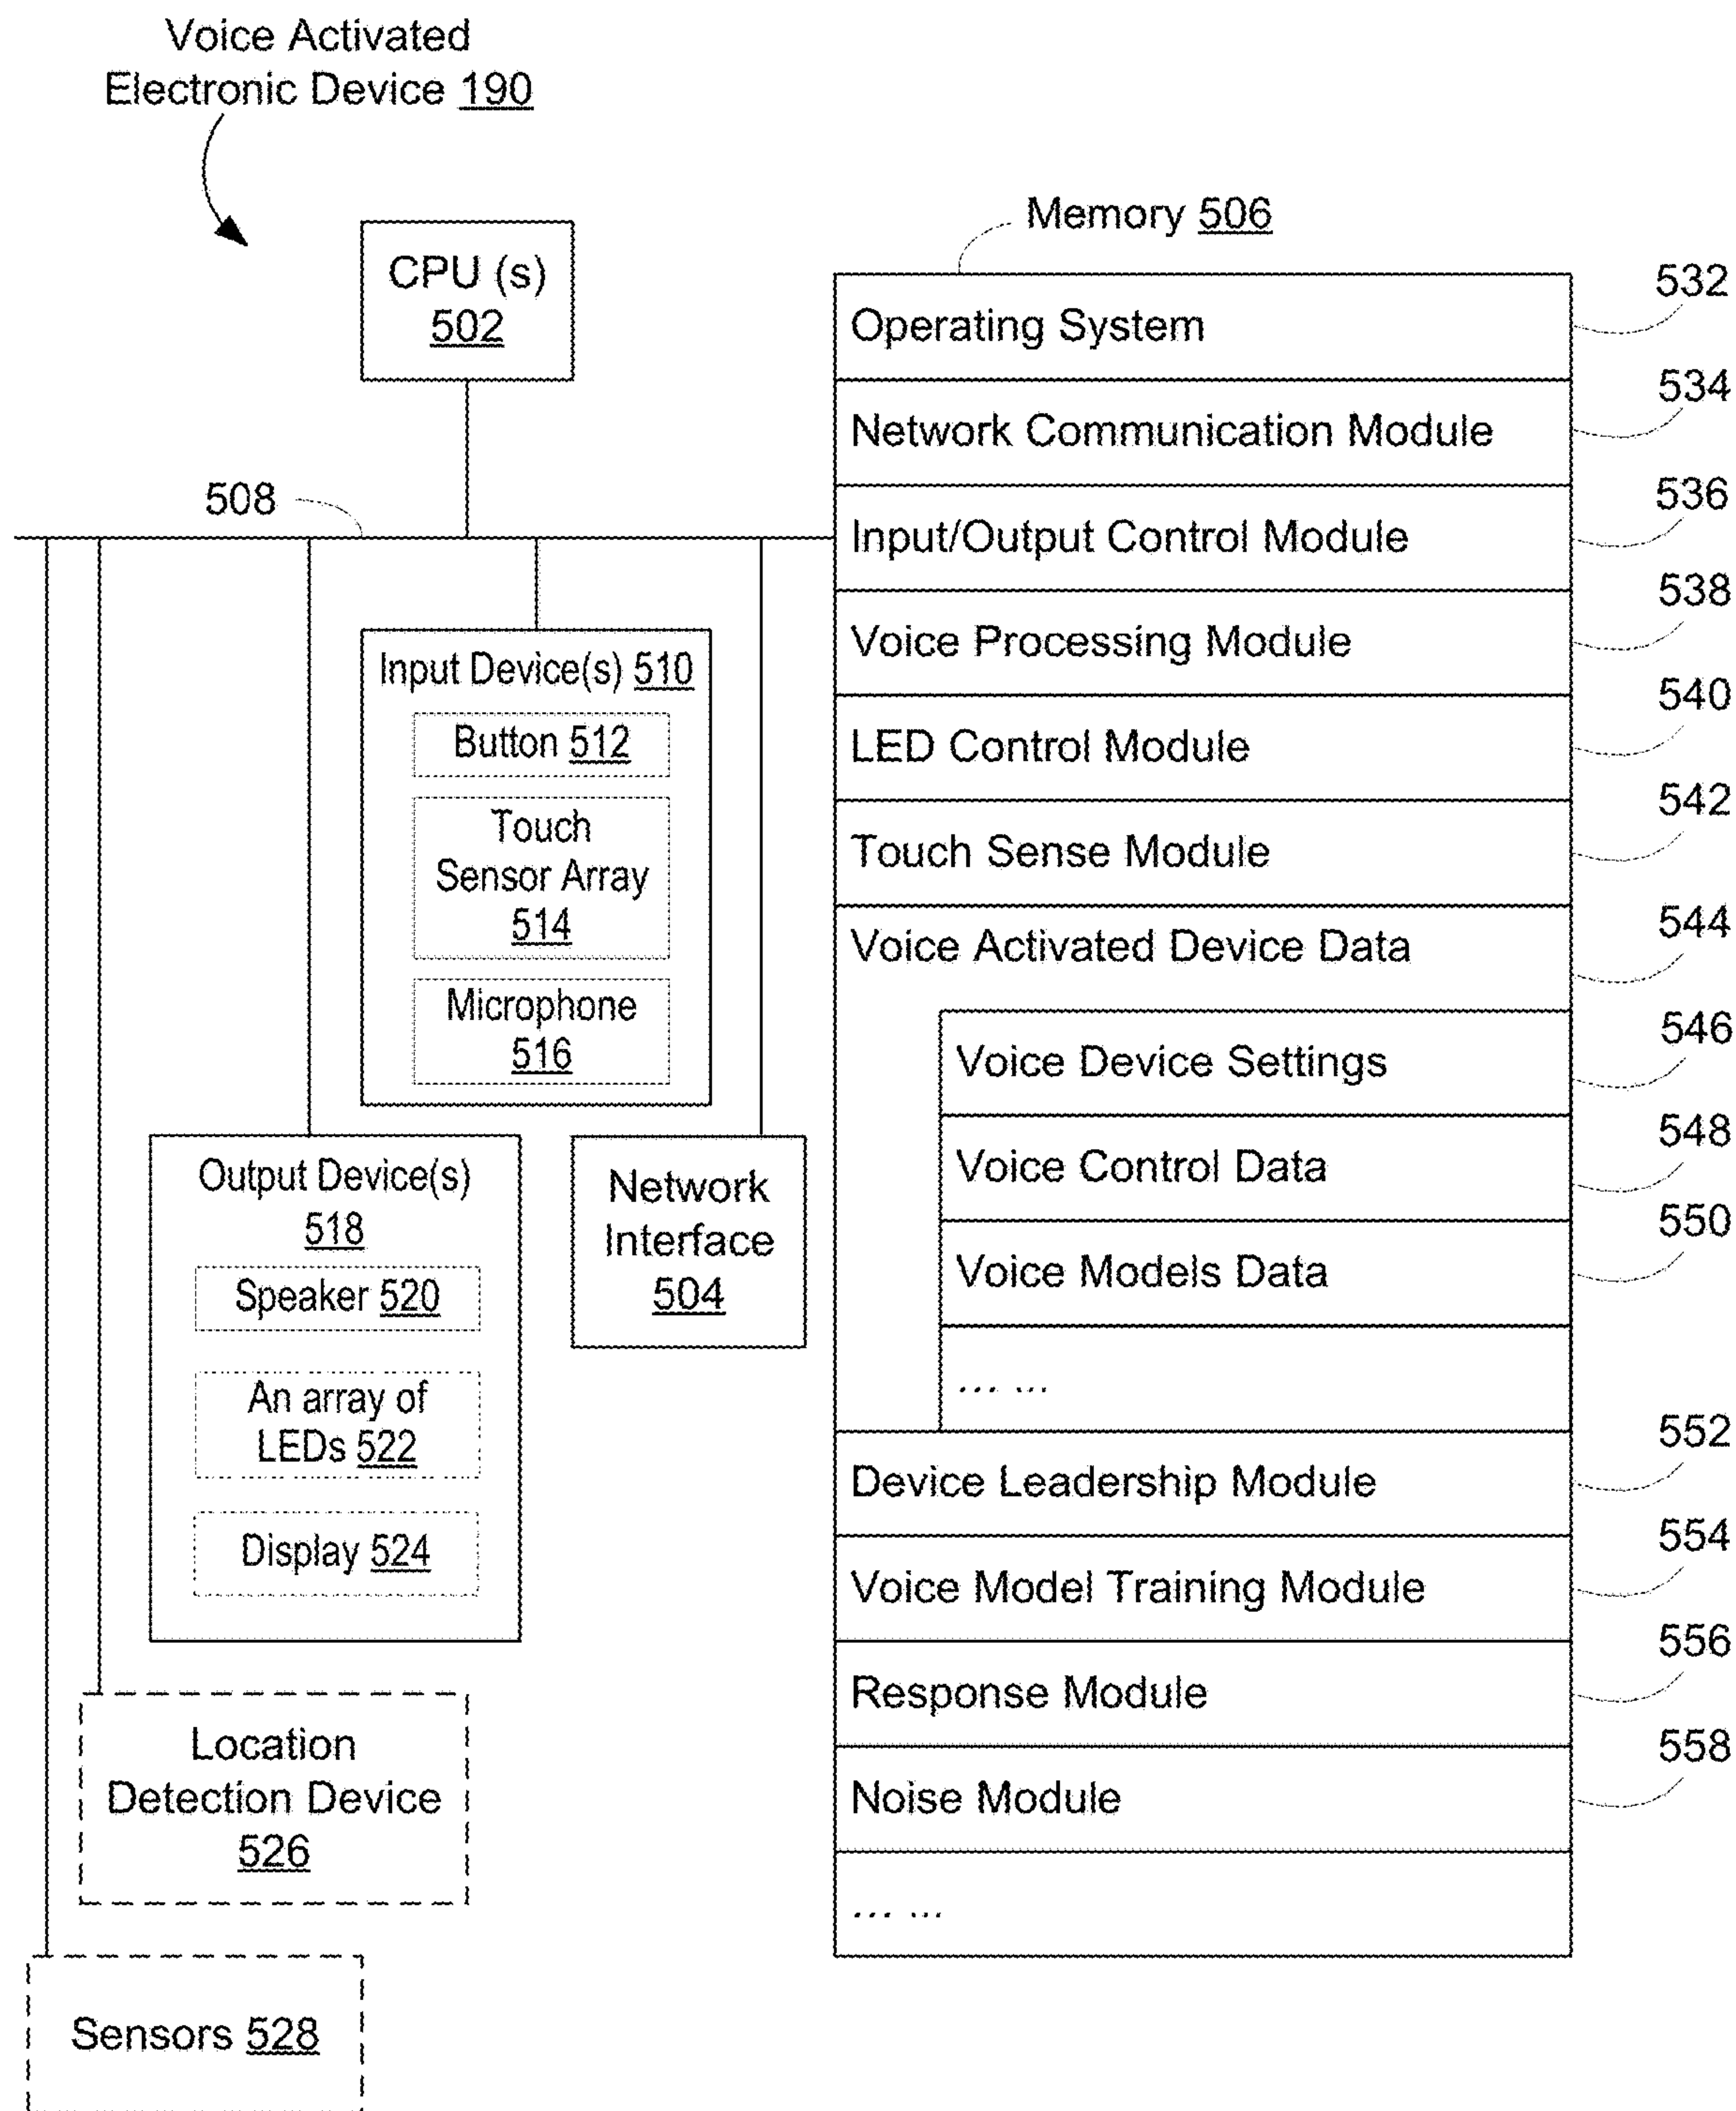 Voice Activated
Electronic Device 190
CPU (s)
502
508
Input Device(s) 510
Button 512
Touch
Sensor Array
514
Microphone
516
Output Device(s)
518
Speaker 520
An array of
LEDs 522
Display 524
Network
Interface
504
Location
Detection Device
526
Sensors 528
Memory 506
Operating System
532
Network Communication Module
534
Input/Output Control Module
536
Voice Processing Module
538
LED Control Module
540
Touch Sense Module
542
Voice Activated Device Data
544
Voice Device Settings
546
Voice Control Data
548
Voice Models Data
550
... ...
Device Leadership Module
552
Voice Model Training Module
554
Response Module
556
Noise Module
558
... ...